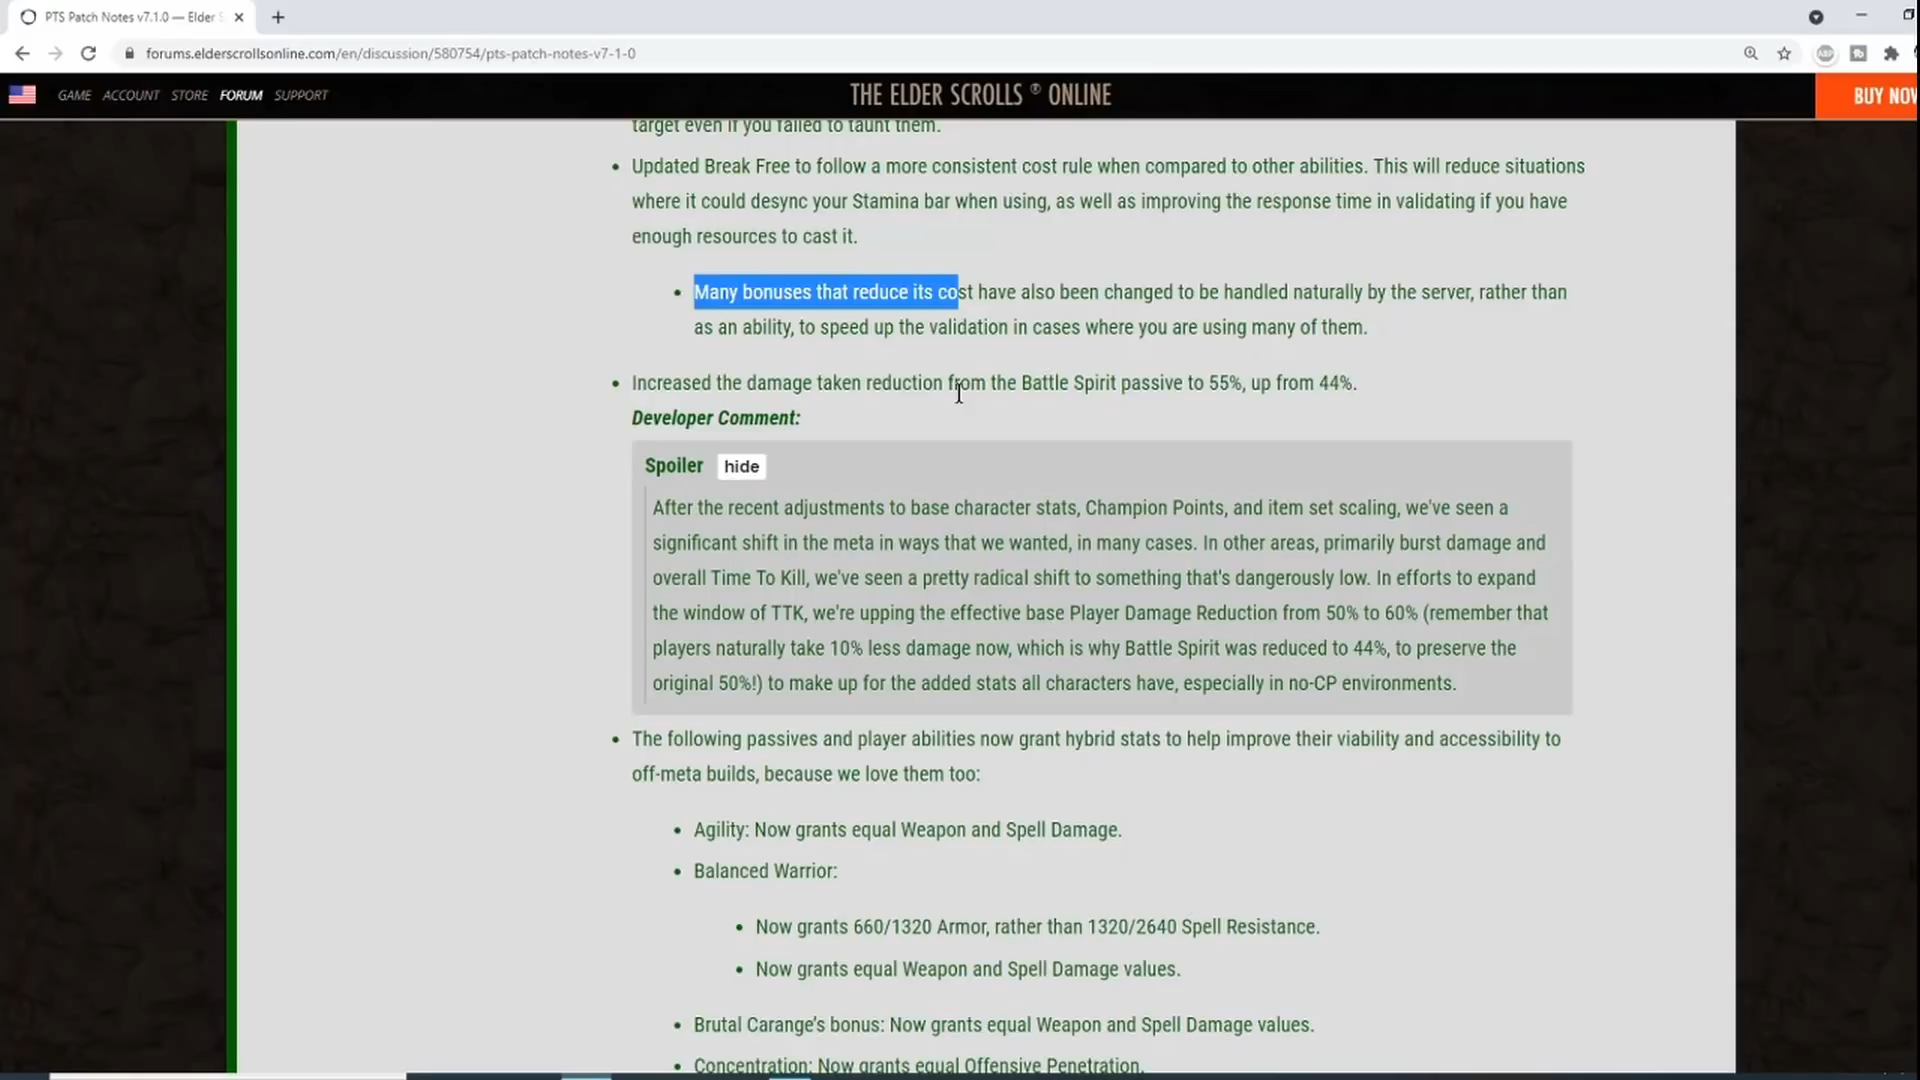 PTS Patch Notes v7.1.0 — Elder S
forums.elderscrollsonline.com/en/discussion/580754/pts-patch-notes-v7-1-0
ABP
GAME ACCOUNT STORE FORUM SUPPORT
THE ELDER SCROLLS ® ONLINE
BUY NOW
target even if you failed to taunt them.
• Updated Break Free to follow a more consistent cost rule when compared to other abilities. This will reduce situations
where it could desync your Stamina bar when using, as well as improving the response time in validating if you have
enough resources to cast it.
• Many bonuses that reduce its cost have also been changed to be handled naturally by the server, rather than
as an ability, to speed up the validation in cases where you are using many of them.
• Increased the damage taken reduction from the Battle Spirit passive to 55%, up from 44%.
Developer Comment:
Spoiler hide
After the recent adjustments to base character stats, Champion Points, and item set scaling, we've seen a
significant shift in the meta in ways that we wanted, in many cases. In other areas, primarily burst damage and
overall Time To Kill, we've seen a pretty radical shift to something that's dangerously low. In efforts to expand
the window of TTK, we're upping the effective base Player Damage Reduction from 50% to 60% (remember that
players naturally take 10% less damage now, which is why Battle Spirit was reduced to 44%, to preserve the
original 50%!) to make up for the added stats all characters have, especially in no-CP environments.
• The following passives and player abilities now grant hybrid stats to help improve their viability and accessibility to
off-meta builds, because we love them too:
• Agility: Now grants equal Weapon and Spell Damage.
• Balanced Warrior:
• Now grants 660/1320 Armor, rather than 1320/2640 Spell Resistance.
• Now grants equal Weapon and Spell Damage values.
• Brutal Carange's bonus: Now grants equal Weapon and Spell Damage values.
• Concentration: Now grants equal Offensive Penetration.